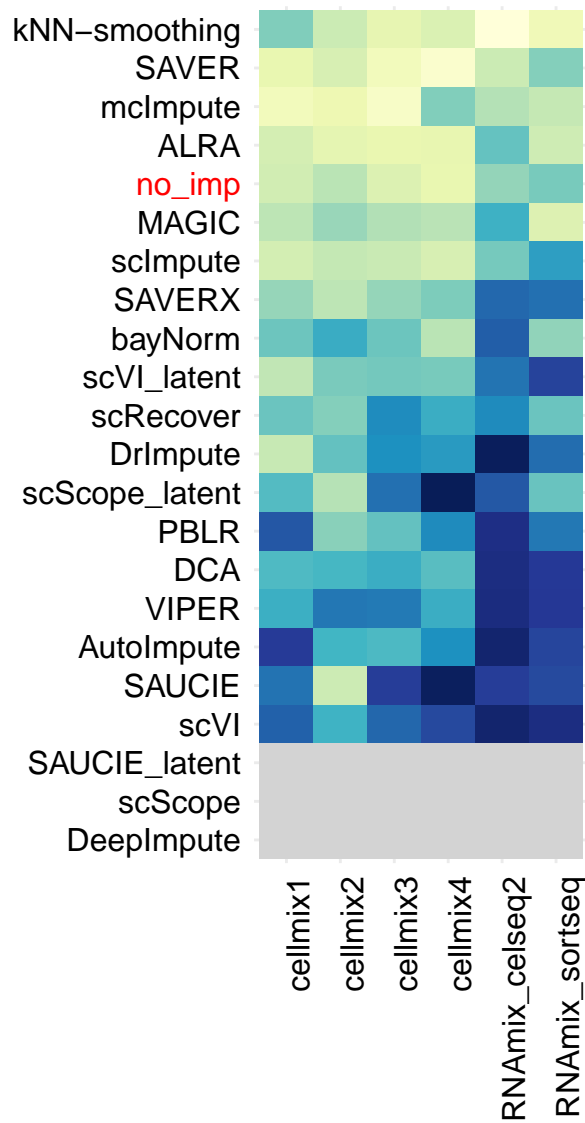 kNN−smoothing
SAVER
mcImpute
ALRA
no_imp
MAGIC
scImpute
SAVERX
bayNorm
scVI_latent
scRecover
DrImpute
scScope_latent
PBLR
DCA
VIPER
AutoImpute
SAUCIE
scVI
SAUCIE_latent
scScope
DeepImpute
cellmix1
cellmix2
cellmix3
cellmix4
RNAmix_celseq2
RNAmix_sortseq